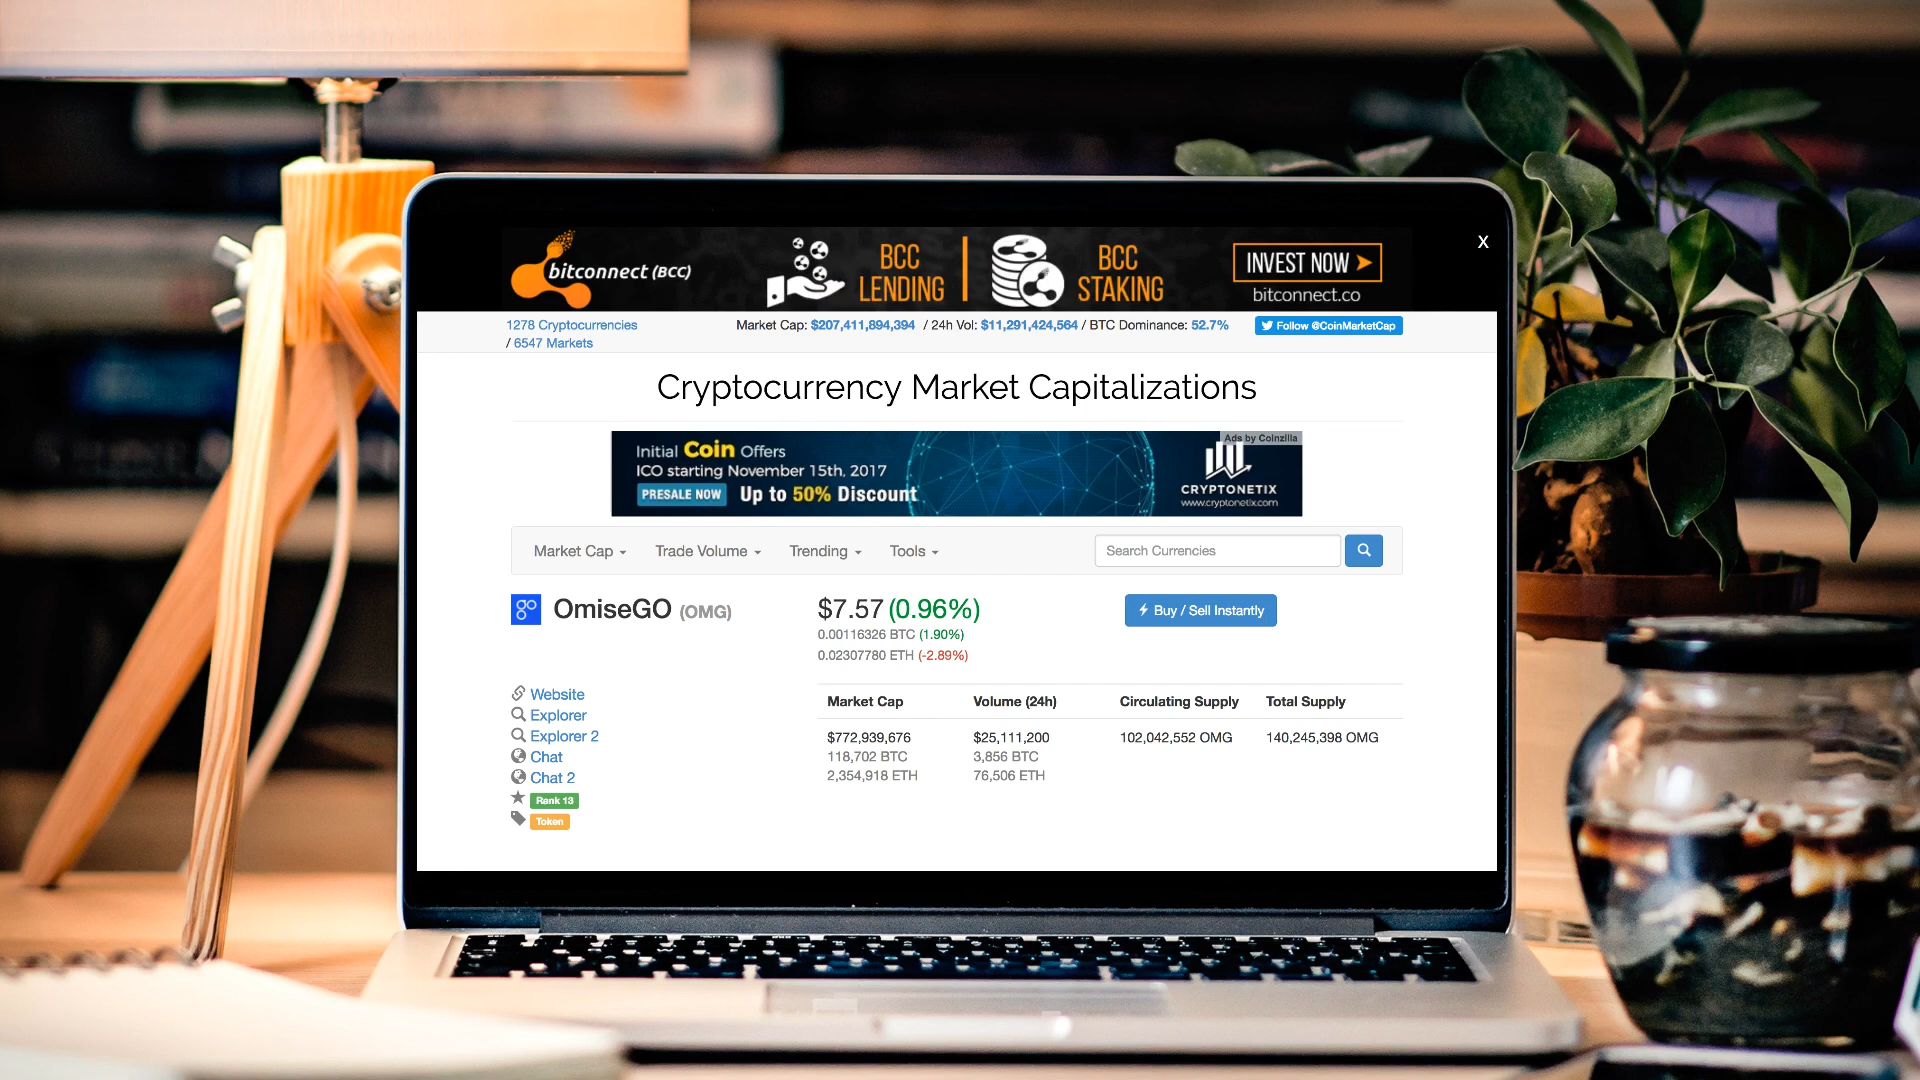 bitconnect (BCC)
BCC LENDING
BCC STAKING
INVEST NOW
bitconnect.co
X
1278 Cryptocurrencies
/ 6547 Markets
Market Cap: $207,411,894,394 / 24h Vol: $11,291,424,564 / BTC Dominance: 52.7%
Follow @CoinMarketCap
Cryptocurrency Market Capitalizations
Ads by Coinzilla
Initial Coin Offers
ICO starting November 15th, 2017
PRESALE NOW Up to 50% Discount
CRYPTONETIX
www.cryptonetix.com
Market Cap Trade Volume Trending Tools
Search Currencies
go
OmiseGO (OMG)
$7.57 (0.96%)
0.00116326 BTC (1.90%)
0.02307780 ETH (-2.89%)
Buy / Sell Instantly
Website
Explorer
Explorer 2
Chat
Chat 2
Rank 13
Token
Market Cap Volume (24h) Circulating Supply Total Supply
$772,939,676 $25,111,200 102,042,552 OMG 140,245,398 OMG
118,702 BTC 3,856 BTC
2,354,918 ETH 76,506 ETH